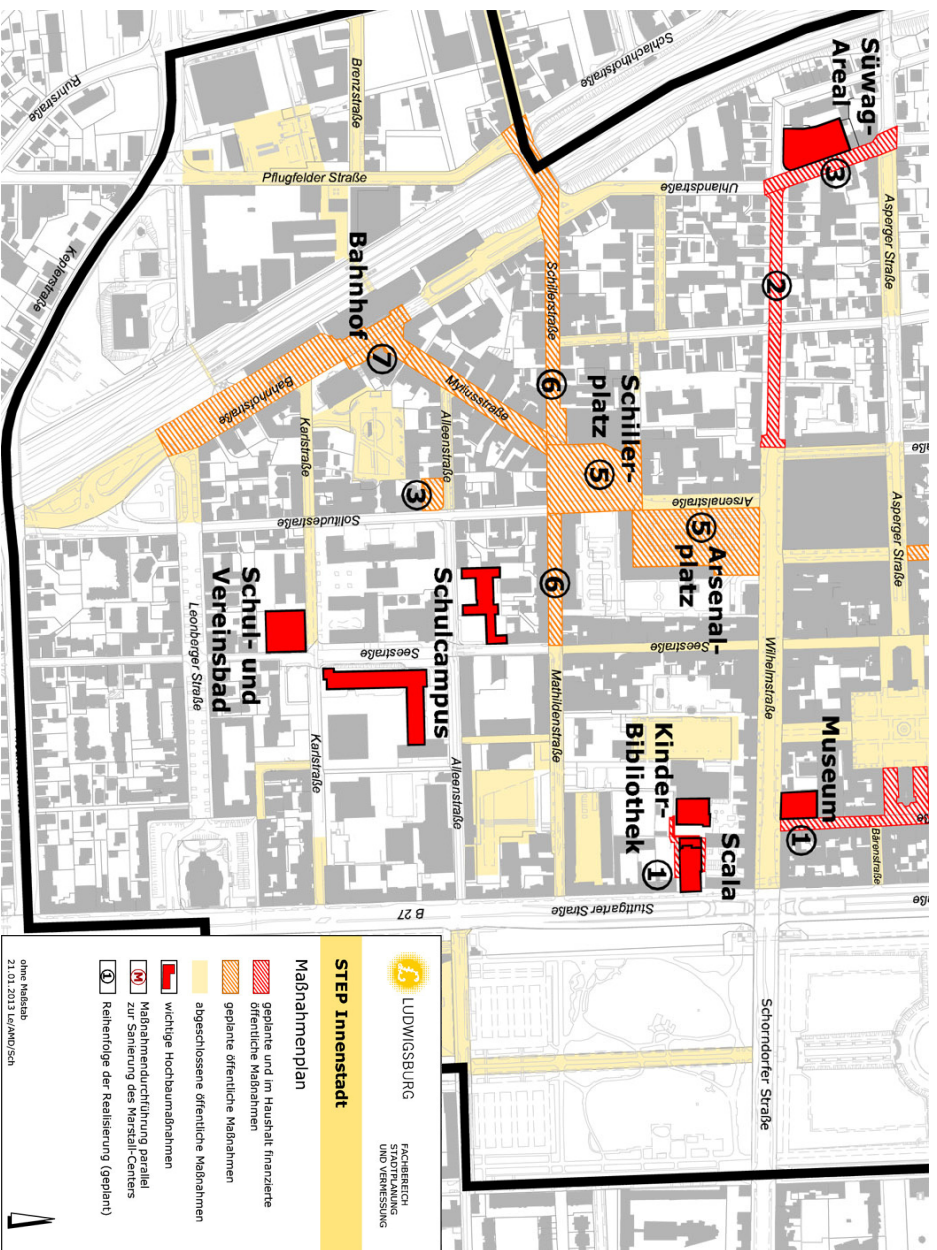 Süwag-
Areal
3
Schlachthofstraße
Ruhrstraße
Brenzstraße
Pflugfelder Straße
Uhlandstraße
Asperger Straße
2
Keplerstraße
Bahnhof
7
Bahnhofstraße
Myliusstraße
Schillerstraße
6
Schiller-
platz
5
Karlstraße
Alleenstraße
3
Solitudestraße
Arsenalstraße
5
Arsenal-
platz
Asperger Straße
6
Schul- und
Vereinsbad
Leonberger Straße
Schulcampus
Seestraße
Seestraße
Mathildenstraße
Wilhelmstraße
Karlstraße
Alleenstraße
Kinder-
Bibliothek
Museum
1
Bärenstraße
Scala
1
B 27
Stuttgarter Straße
Schorndorfer Straße
LUDWIGSBURG
FACHBEREICH
STADTPLANUNG
UND VERMESSUNG
STEP Innenstadt
Maßnahmenplan
geplante und im Haushalt finanzierte
öffentliche Maßnahmen
geplante öffentliche Maßnahmen
abgeschlossene öffentliche Maßnahmen
wichtige Hochbaumaßnahmen
M
Maßnahmendurchführung parallel
zur Sanierung des Marstall-Centers
1
Reihenfolge der Realisierung (geplant)
ohne Maßstab
21.01.2013 Le/AMD/Sch